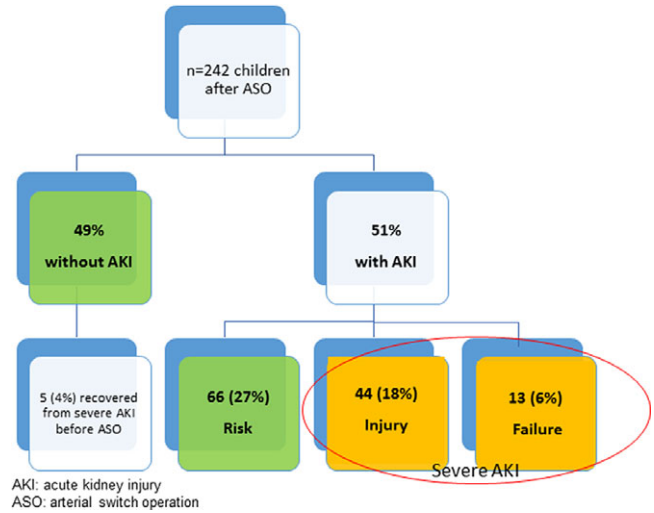 n=242 children
after ASO
49%
without AKI
51%
with AKI
5 (4%) recovered
from severe AKI
before ASO
66 (27%)
Risk
44 (18%)
Injury
13 (6%)
Failure
Severe AKI
AKI: acute kidney injury
ASO: arterial switch operation